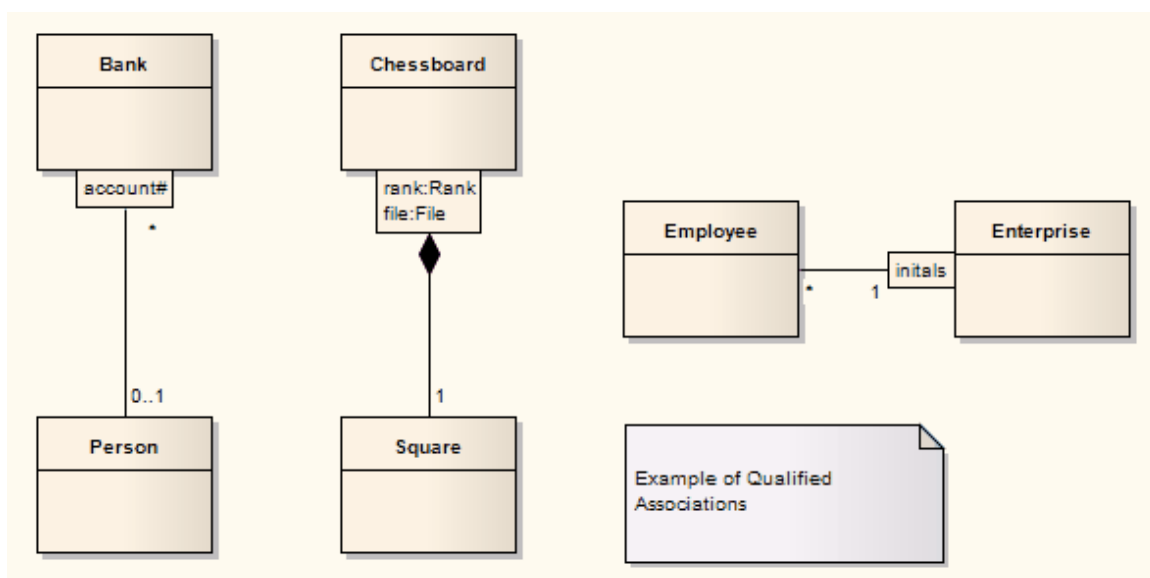 Bank
account#
*
0..1
Person
Chessboard
rank:Rank
file:File
1
Square
Employee
*
1
initals
Enterprise
Example of Qualified
Associations